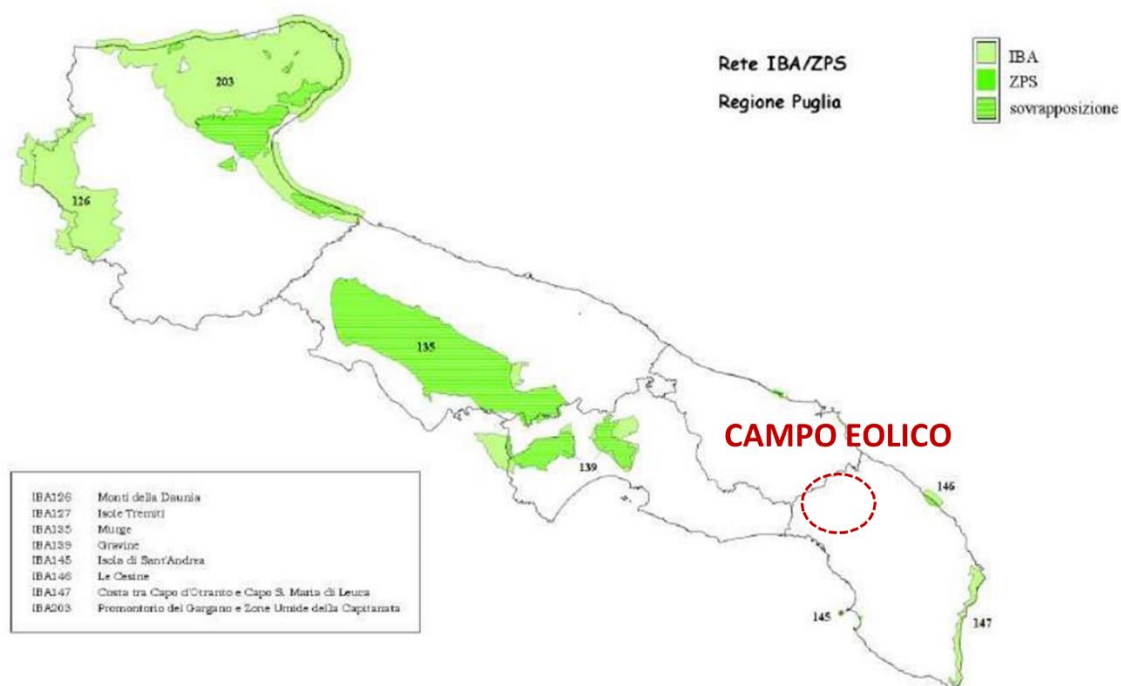 Rete IBA/ZPS
Regione Puglia
IBA
ZPS
sovrapposizione
203
126
135
139
CAMPO EOLICO
146
145
147
IBA126 Monti della Daunia
IBA127 Isole Tremiti
IBA135 Murge
IBA139 Gravine
IBA145 Isola di Sant'Andrea
IBA146 Le Cesine
IBA147 Costa tra Capo d'Otranto e Capo S. Maria di Leuca
IBA203 Promontorio del Gargano e Zone Umide della Capitanata